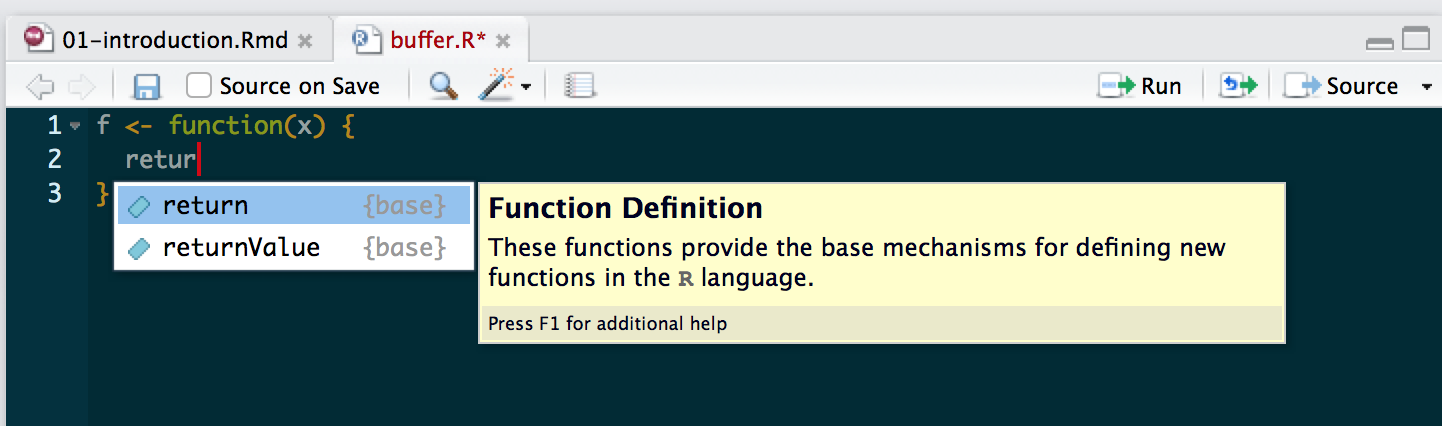 01-introduction.Rmd buffer.R*
Source on Save Run Source
1 f <- function(x) {
2 retur
3 }
return {base}
returnValue {base}
Function Definition
These functions provide the base mechanisms for defining new
functions in the R language.
Press F1 for additional help